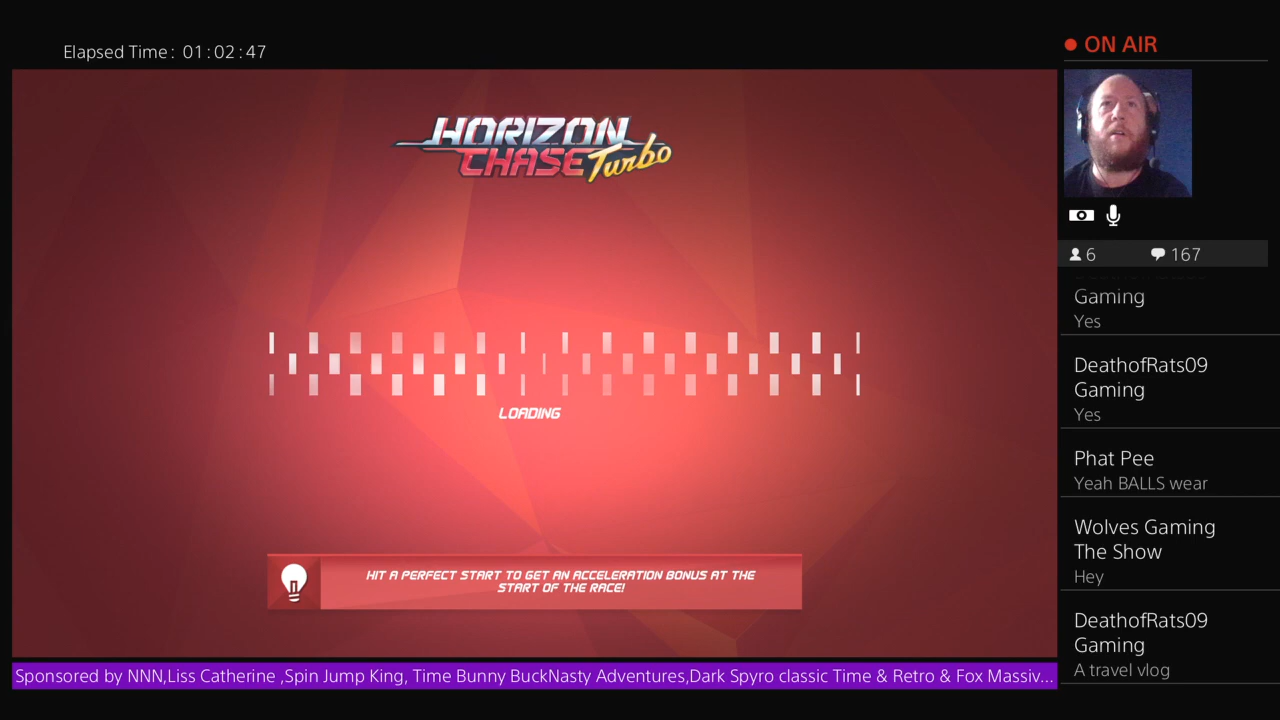 Elapsed Time: 01:02:47
ON AIR
HORIZON
CHASE Turbo
6
167
Gaming
Yes
DeathofRats09
Gaming
Yes
Phat Pee
Yeah BALLS wear
Wolves Gaming
The Show
Hey
DeathofRats09
Gaming
A travel vlog
LOADING
HIT A PERFECT START TO GET AN ACCELERATION BONUS AT THE
START OF THE RACE!
Sponsored by NNN,Liss Catherine ,Spin Jump King, Time Bunny BuckNasty Adventures,Dark Spyro classic Time & Retro & Fox Massiv...